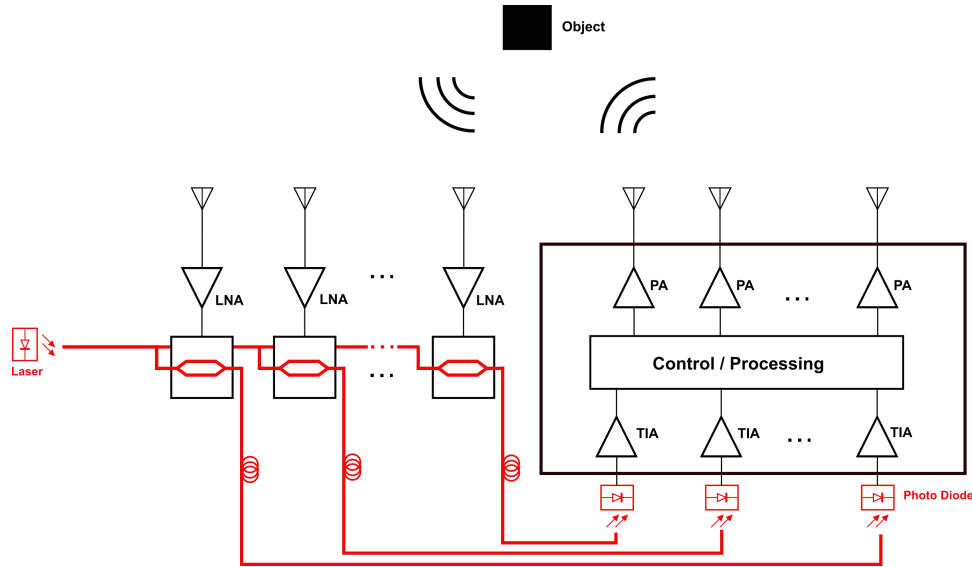 Object
LNA
LNA
...
LNA
PA
PA
...
PA
Laser
...
Control / Processing
TIA
TIA
...
TIA
Photo Diode